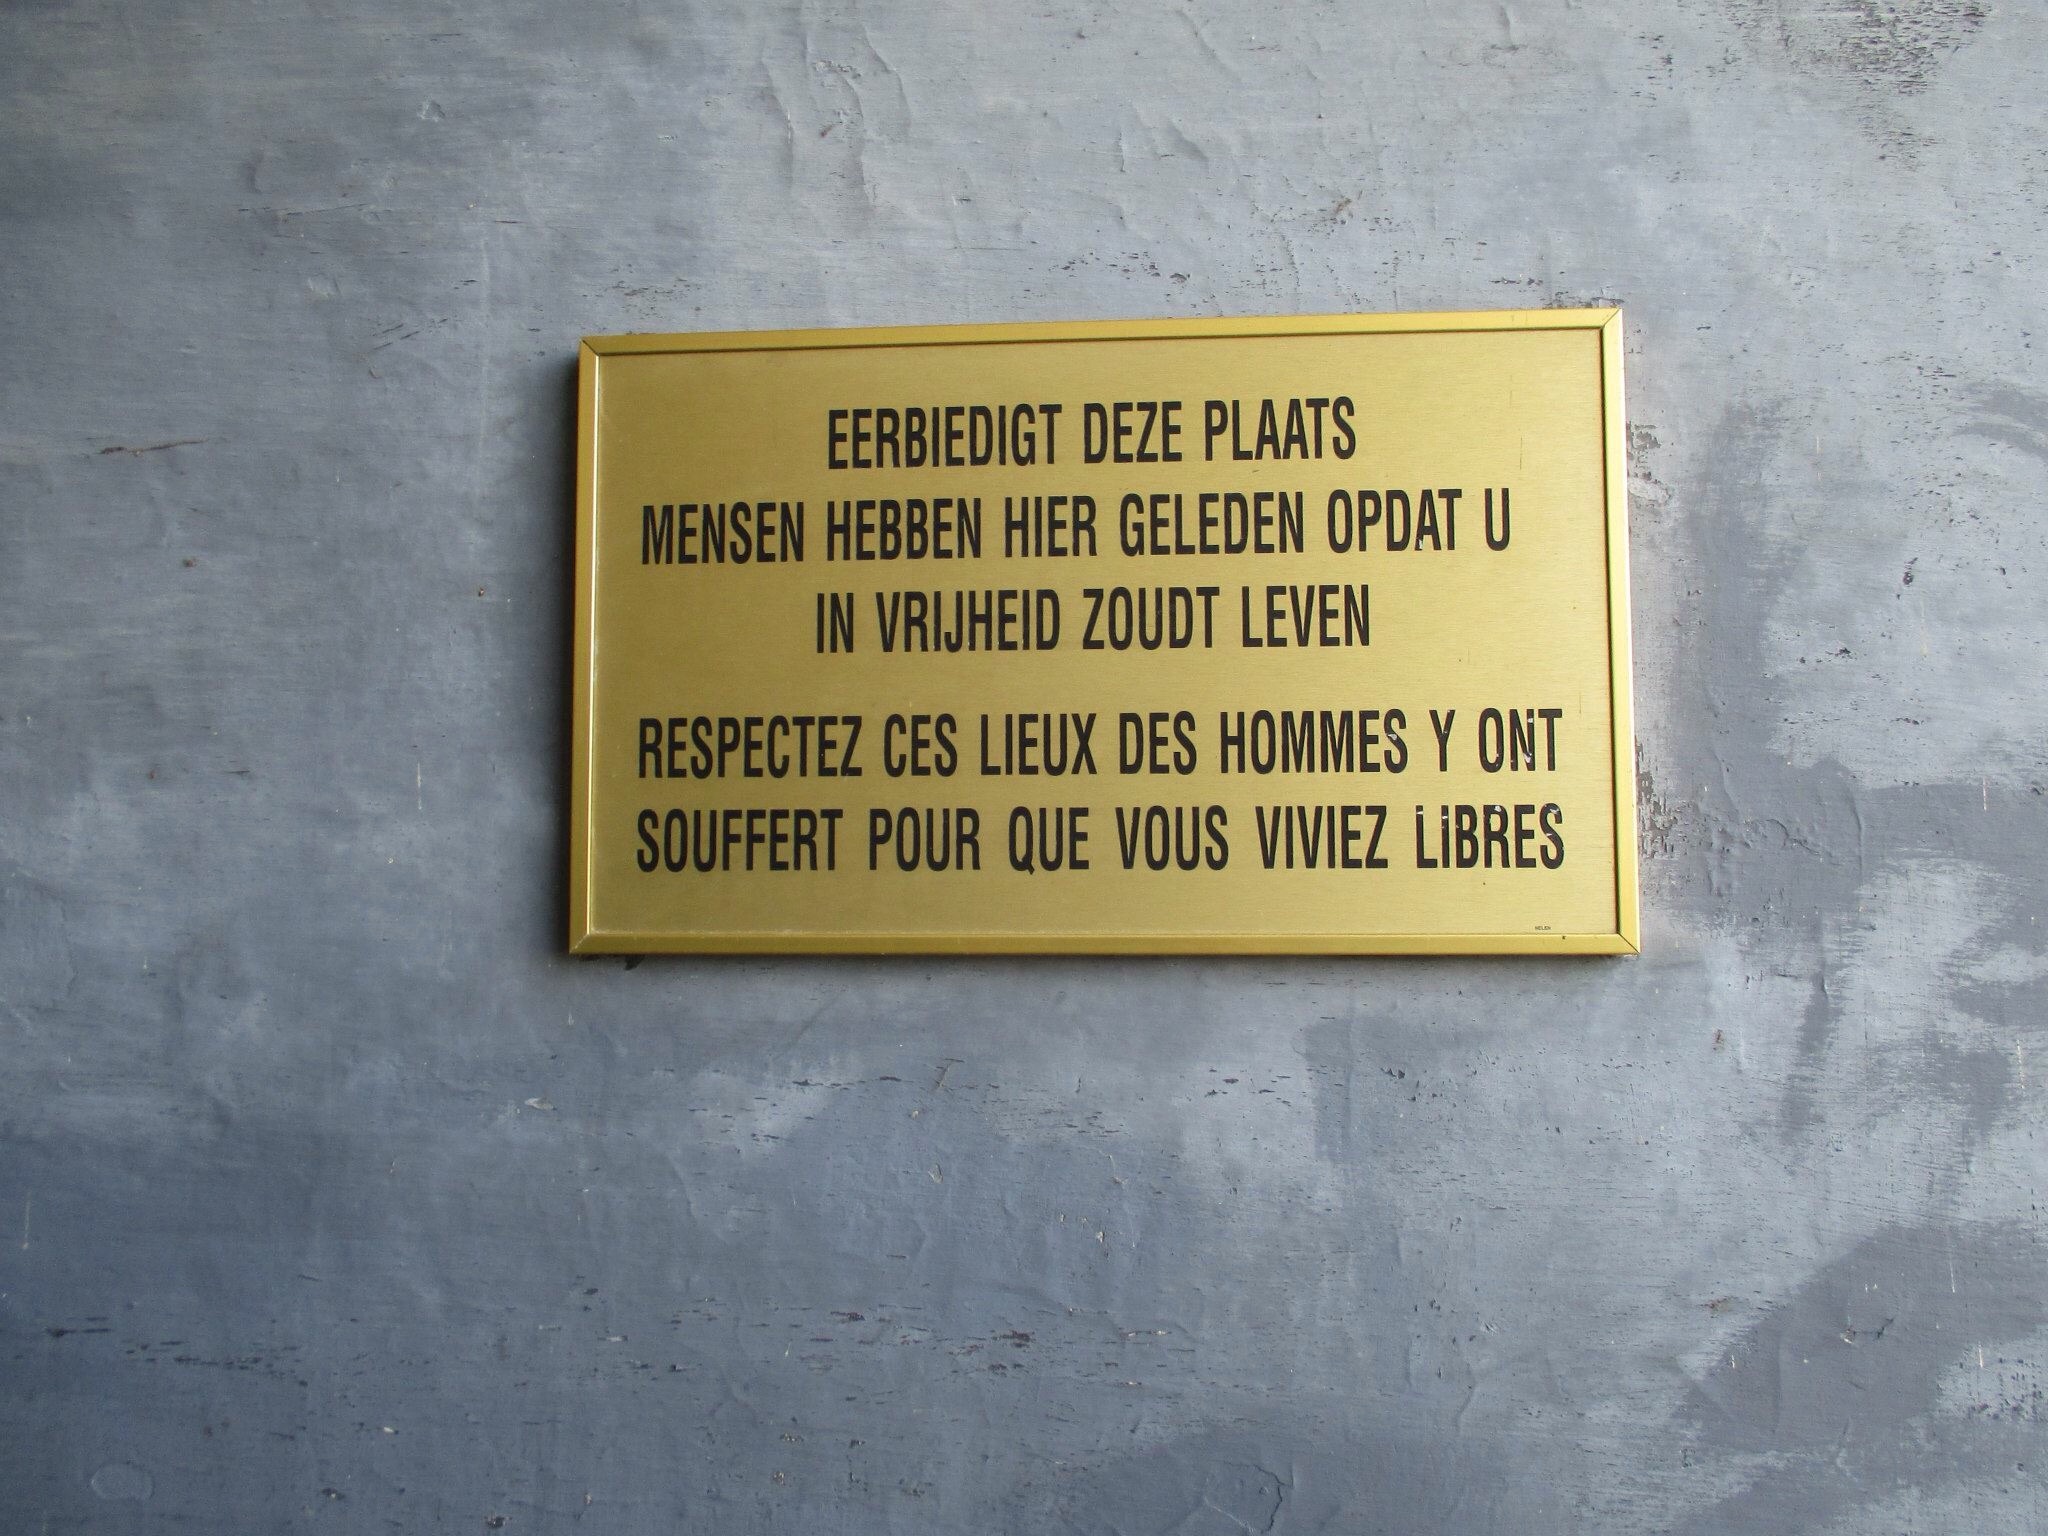 EERBIEDIGT DEZE PLAATS
MENSEN HEBBEN HIER GELEDEN OPDAT U
IN VRIJHEID ZOUDT LEVEN
RESPECTEZ CES LIEUX DES HOMMES Y ONT
SOUFFERT POUR QUE VOUS VIVIEZ LIBRES